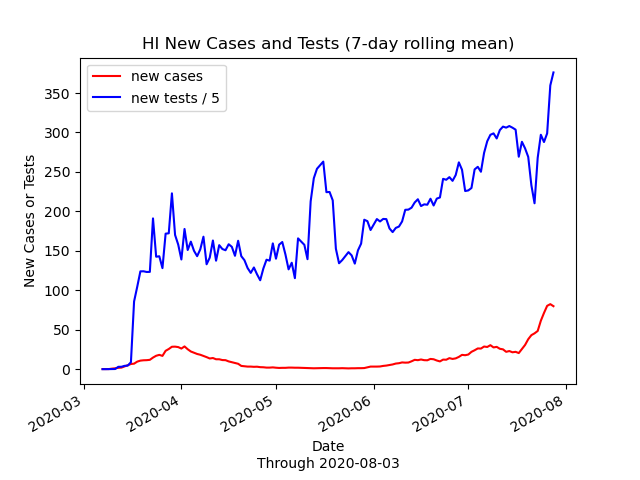 HI New Cases and Tests (7-day rolling mean)
new cases
new tests / 5
New Cases or Tests
350
300
250
200
150
100
50
0
2020-03
2020-04
2020-05
2020-06
2020-07
2020-08
Date
Through 2020-08-03